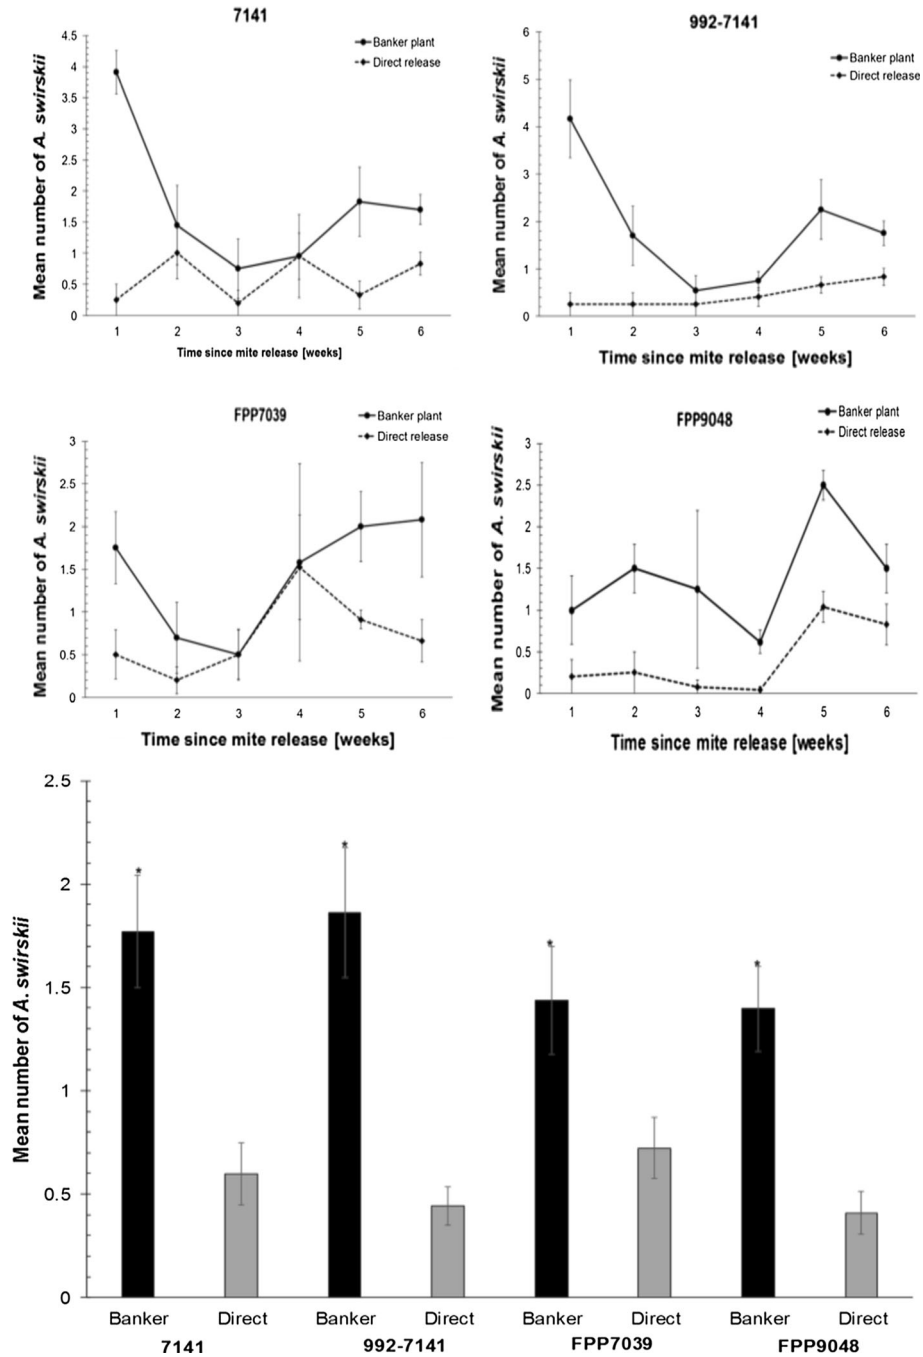 7141
Banker plant
Direct release
Mean number of A. swirskii
4.5
4
3.5
3
2.5
2
1.5
1
0.5
0
1 2 3 4 5 6
Time since mite release [weeks]
992-7141
Banker plant
Direct release
Mean number of A. swirskii
6
5
4
3
2
1
0
1 2 3 4 5 6
Time since mite release [weeks]
FPP7039
Banker plant
Direct release
Mean number of A. swirskii
3
2.5
2
1.5
1
0.5
0
1 2 3 4 5 6
Time since mite release [weeks]
FPP9048
Banker plant
Direct release
Mean number of A. swirskii
3
2.5
2
1.5
1
0.5
0
1 2 3 4 5 6
Time since mite release [weeks]
Mean number of A. swirskii
2.5
2
1.5
1
0.5
0
* * * *
Banker Direct Banker Direct Banker Direct Banker Direct
7141 992-7141 FPP7039 FPP9048